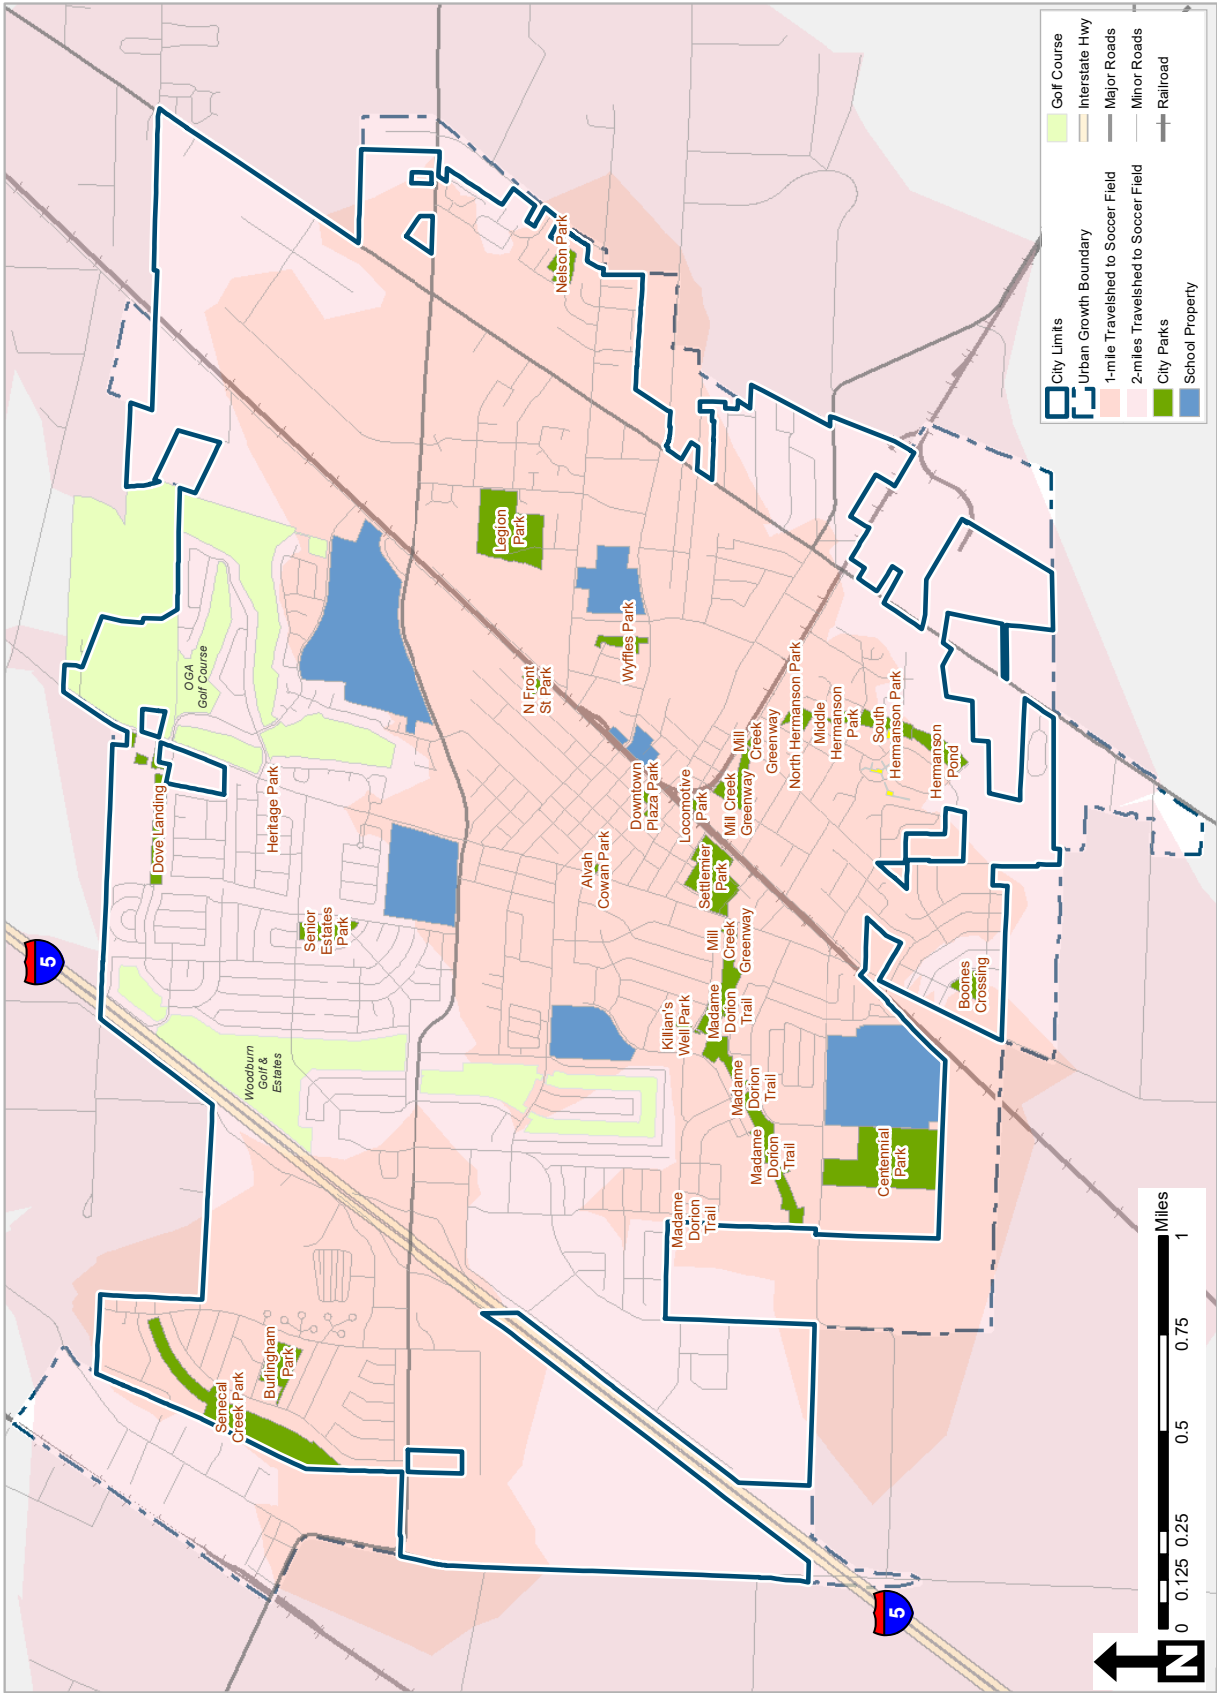 5
Dove Landing
OGA
Golf Course
Heritage Park
Senior
Estates
Park
Woodburn
Golf &
Estates
Senecal
Creek Park
Burlingham
Park
Nelson Park
Legion
Park
N Front
St Park
Wyffles Park
Downtown
Plaza Park
Alvah
Cowan Park
Locomotive
Park
Settlemier
Park
Mill Creek
Greenway
Mill
Creek
Greenway
North Hermanson Park
Middle
Hermanson
Park
South
Hermanson Park
Hermanson
Pond
Mill
Creek
Greenway
Killian's
Well Park
Madame
Dorion
Trail
Madame
Dorion
Trail
Madame
Dorion
Trail
Madame
Dorion
Trail
Centennial
Park
Boones
Crossing
5
City Limits
Urban Growth Boundary
1-mile Travelshed to Soccer Field
2-miles Travelshed to Soccer Field
City Parks
School Property
Golf Course
Interstate Hwy
Major Roads
Minor Roads
Railroad
0 0.125 0.25 0.5 0.75 1
Miles
N